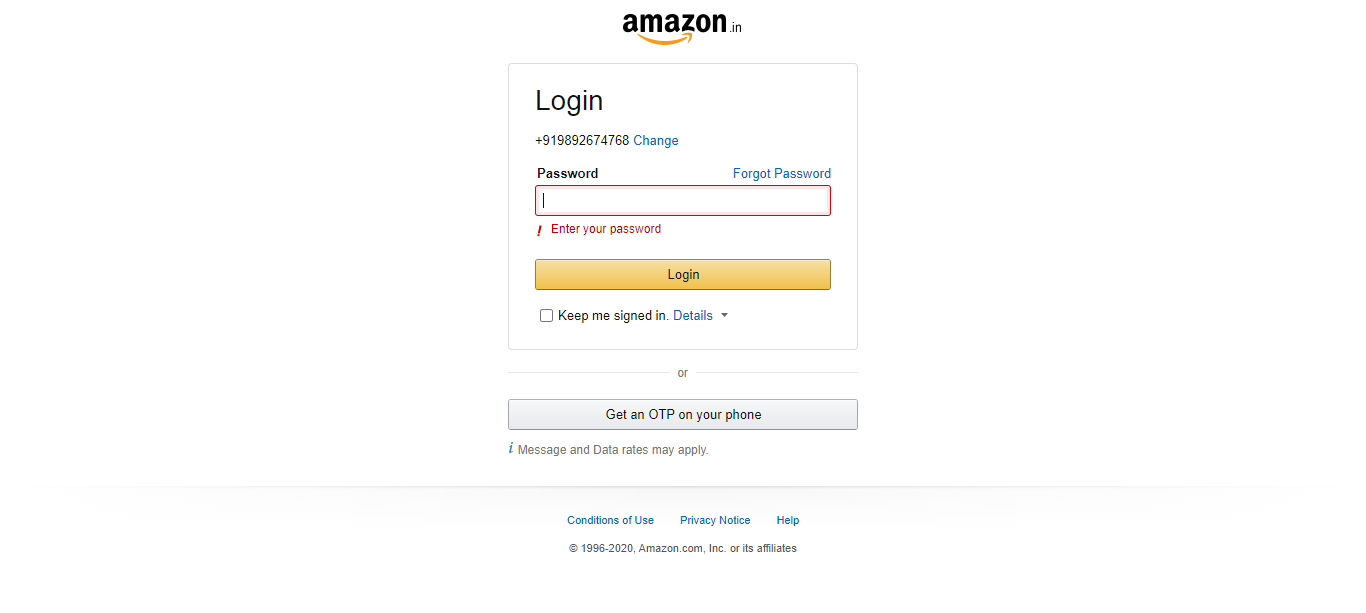 amazon.in
Login
+919892674768 Change
Password Forgot Password
! Enter your password
Login
Keep me signed in. Details
or
Get an OTP on your phone
i Message and Data rates may apply.
Conditions of Use Privacy Notice Help
© 1996-2020, Amazon.com, Inc. or its affiliates